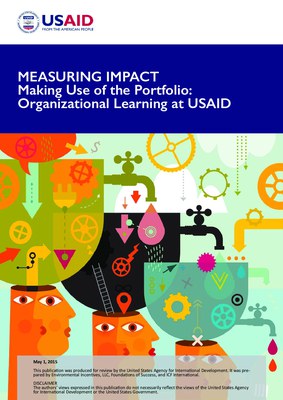 USAID
FROM THE AMERICAN PEOPLE
MEASURING IMPACT
Making Use of the Portfolio:
Organizational Learning at USAID
May 1, 2015
This publication was produced for review by the United States Agency for International Development. It was pre-
pared by Environmental Incentives, LLC, Foundations of Success, and ICF International.
DISCLAIMER
The authors' views expressed in this publication do not necessarily reflect the views of the United States Agency
for International Development or the United States Government.